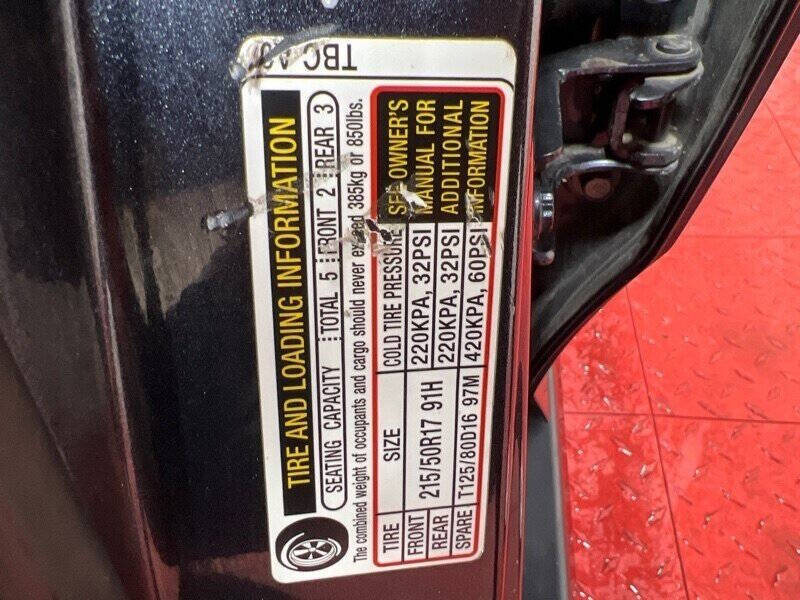 TBC A0
TIRE AND LOADING INFORMATION
SEATING CAPACITY TOTAL 5 FRONT 2 REAR 3
The combined weight of occupants and cargo should never exceed 385kg or 850lbs.
TIRE SIZE COLD TIRE PRESSURE
FRONT 215/50R17 91H 220KPA, 32PSI
REAR 220KPA, 32PSI
SPARE T125/80D16 97M 420KPA, 60PSI
SEE OWNER'S
MANUAL FOR
ADDITIONAL
INFORMATION